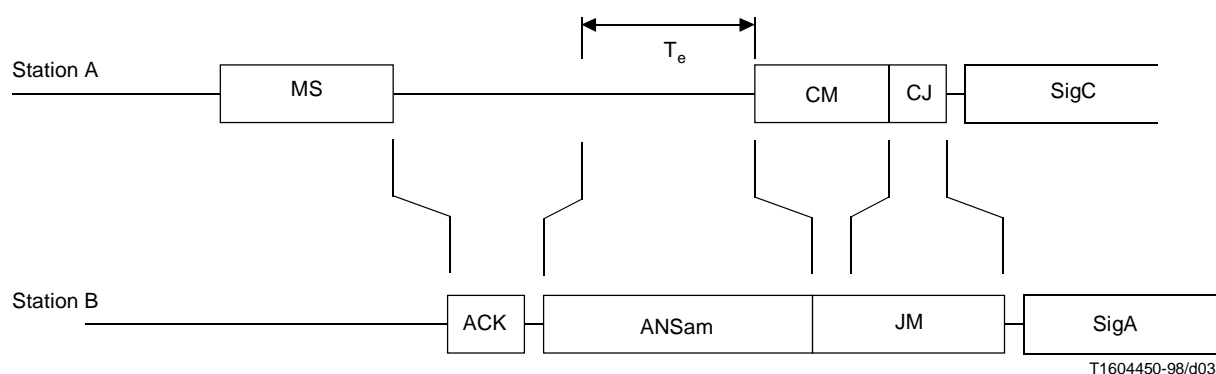 Tₑ
Station A
MS
CM
CJ
SigC
Station B
ACK
ANSam
JM
SigA
T1604450-98/d03